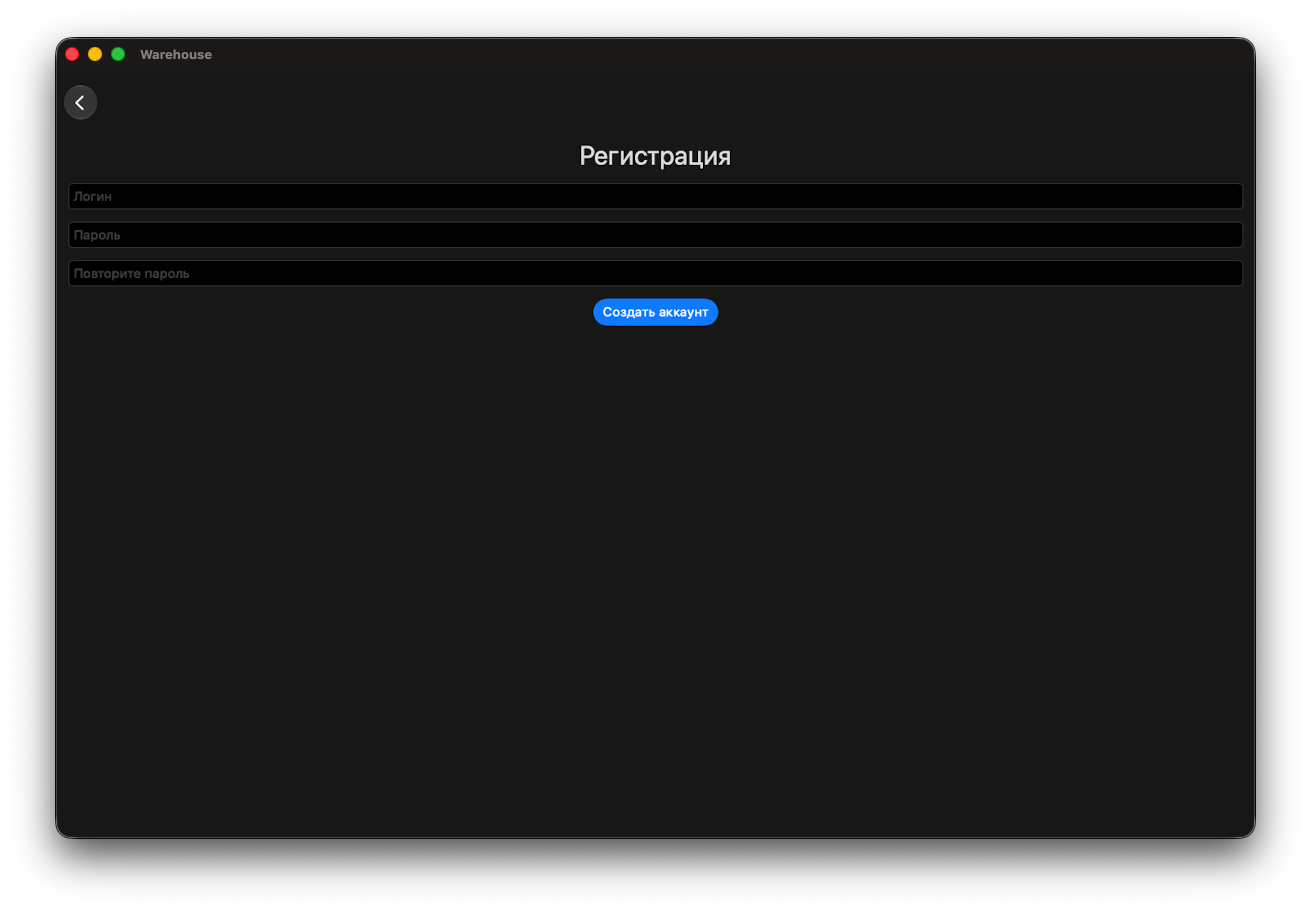 Warehouse
Регистрация
Логин
Пароль
Повторите пароль
Создать аккаунт